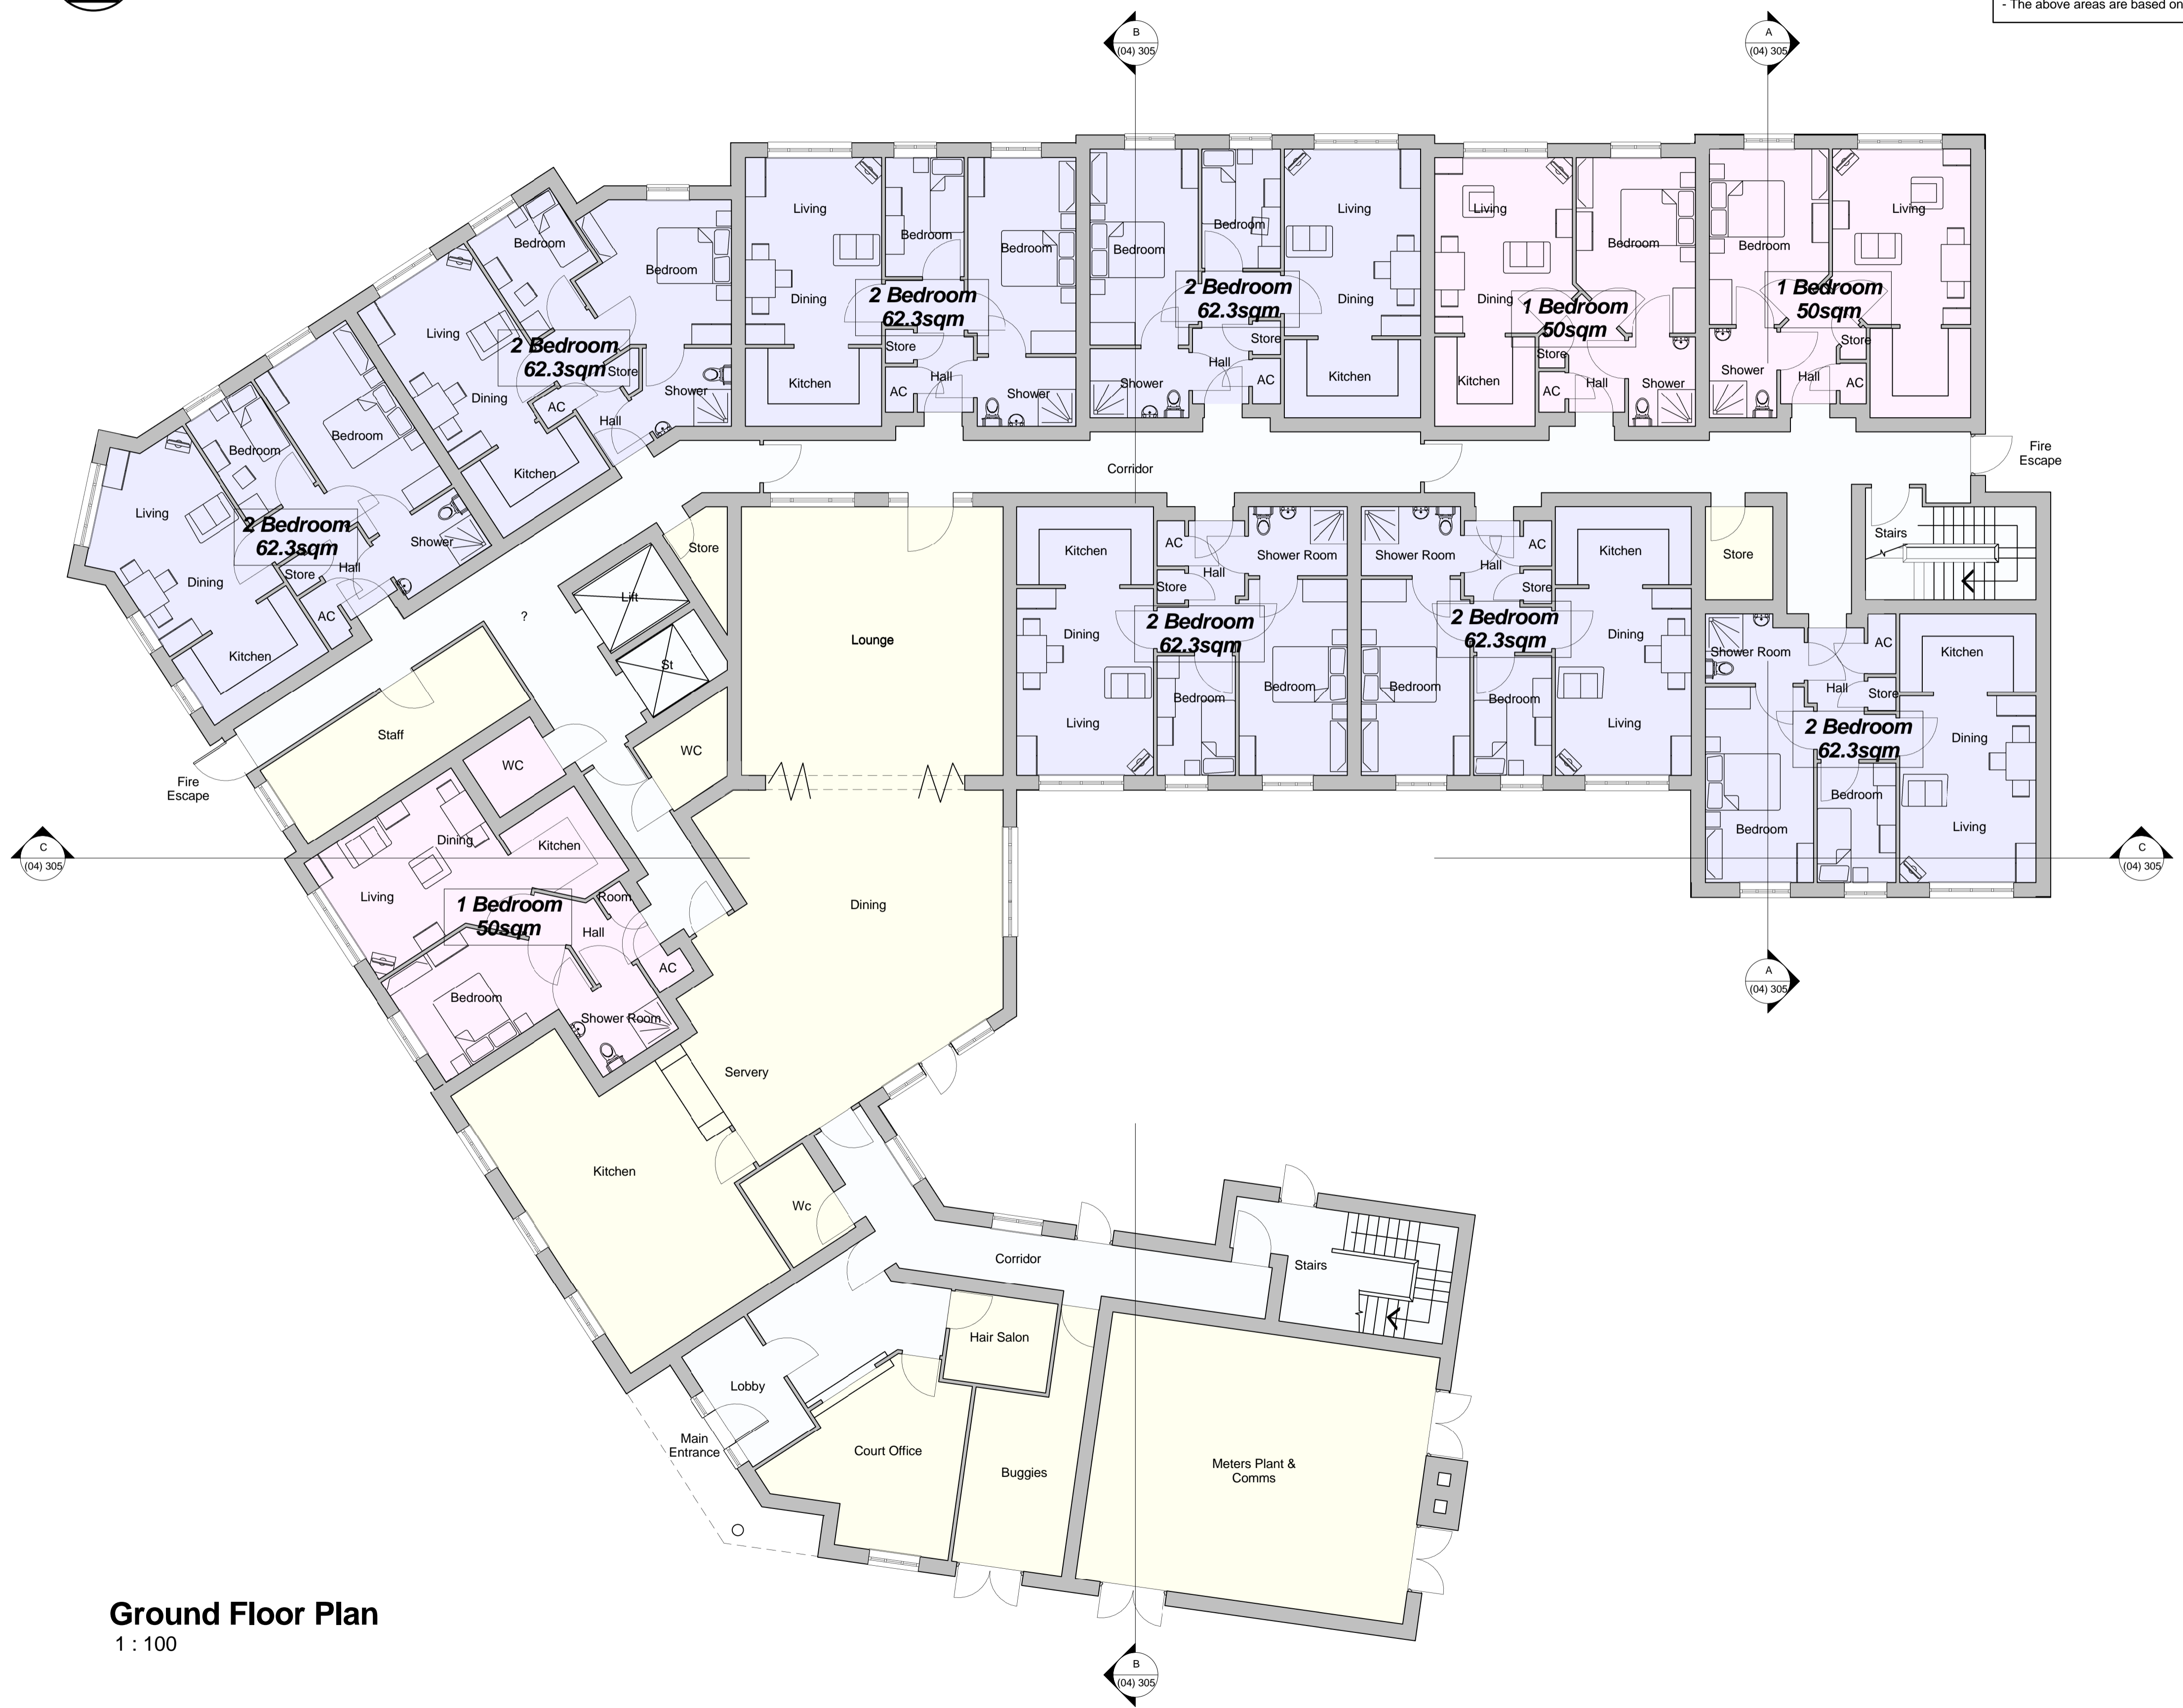 - The above areas are based on
B
(04) 305
A
(04) 305
Living
Bedroom
Bedroom
Dining
2 Bedroom
62.3sqm
Store
AC
Hall
Kitchen
Shower
Bedroom
Living
Bedroom
2 Bedroom
62.3sqm
Dining
Store
Hall
AC
Shower
Kitchen
Living
Bedroom
Dining
1 Bedroom
50sqm
Store
AC
Hall
Kitchen
Shower
Bedroom
Living
1 Bedroom
50sqm
Store
Shower
Hall
AC
Bedroom
Bedroom
Living
2 Bedroom
62.3sqm
Store
Dining
AC
Shower
Hall
Kitchen
Bedroom
Bedroom
Living
2 Bedroom
62.3sqm
Shower
Store
Hall
Dining
AC
Kitchen
Corridor
Fire
Escape
Stairs
Store
Lift
St
?
Store
Lounge
Kitchen
AC
Hall
Store
Shower Room
Dining
2 Bedroom
62.3sqm
Bedroom
Bedroom
Living
Shower Room
AC
Hall
Store
Kitchen
2 Bedroom
62.3sqm
Dining
Bedroom
Bedroom
Living
Shower Room
AC
Hall
Store
Kitchen
2 Bedroom
62.3sqm
Dining
Bedroom
Bedroom
Living
Staff
Fire
Escape
WC
WC
C
(04) 305
C
(04) 305
Dining
Kitchen
Living
1 Bedroom
50sqm
Room
Hall
AC
Bedroom
Shower Room
Dining
A
(04) 305
Servery
Kitchen
Wc
Corridor
Stairs
Hair Salon
Lobby
Main
Entrance
Court Office
Buggies
Meters Plant &
Comms
Ground Floor Plan
1 : 100
B
(04) 305